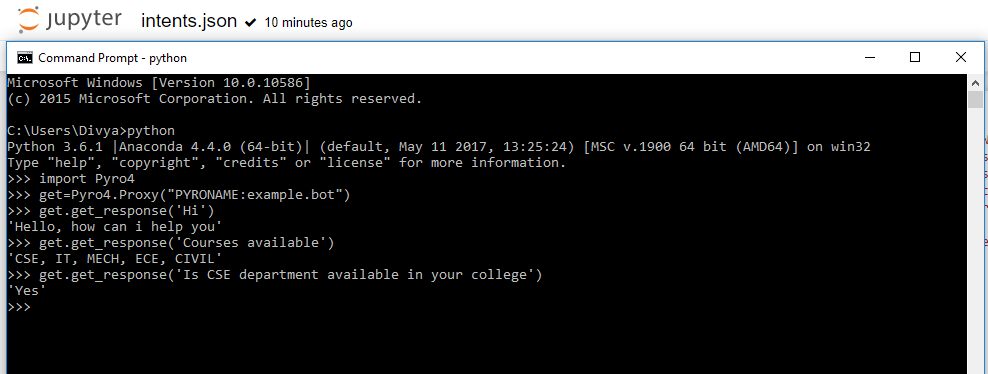 jupyter intents.json ✔ 10 minutes ago
Command Prompt - python
Microsoft Windows [Version 10.0.10586]
(c) 2015 Microsoft Corporation. All rights reserved.
C:\Users\Divya>python
Python 3.6.1 |Anaconda 4.4.0 (64-bit)| (default, May 11 2017, 13:25:24) [MSC v.1900 64 bit (AMD64)] on win32
Type "help", "copyright", "credits" or "license" for more information.
>>> import Pyro4
>>> get=Pyro4.Proxy("PYRONAME:example.bot")
>>> get.get_response('Hi')
'Hello, how can i help you'
>>> get.get_response('Courses available')
'CSE, IT, MECH, ECE, CIVIL'
>>> get.get_response('Is CSE department available in your college')
'Yes'
>>>